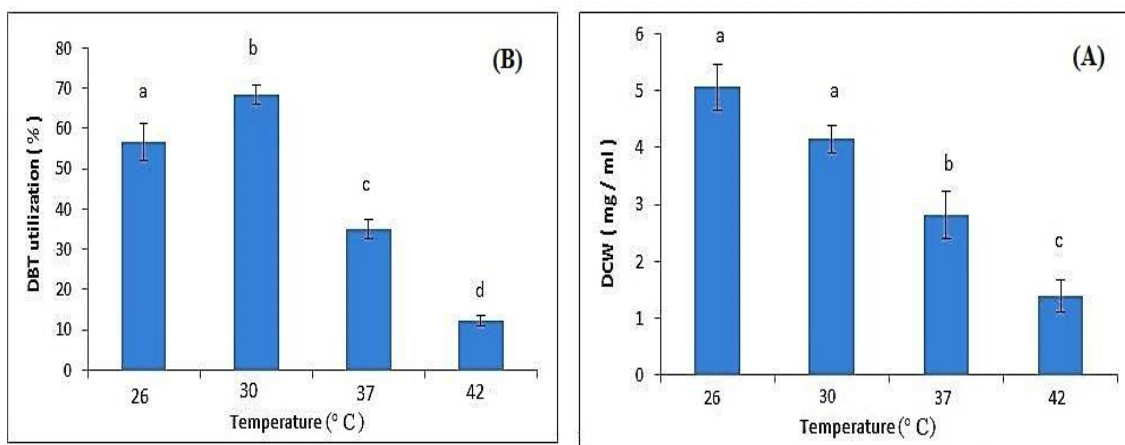 (B)
DBT utilization ( % )
80
70
60
50
40
30
20
10
0
a
b
c
d
26 30 37 42
Temperature (° C)
(A)
DCW ( mg / ml )
6
5
4
3
2
1
0
a
a
b
c
26 30 37 42
Temperature (° C)